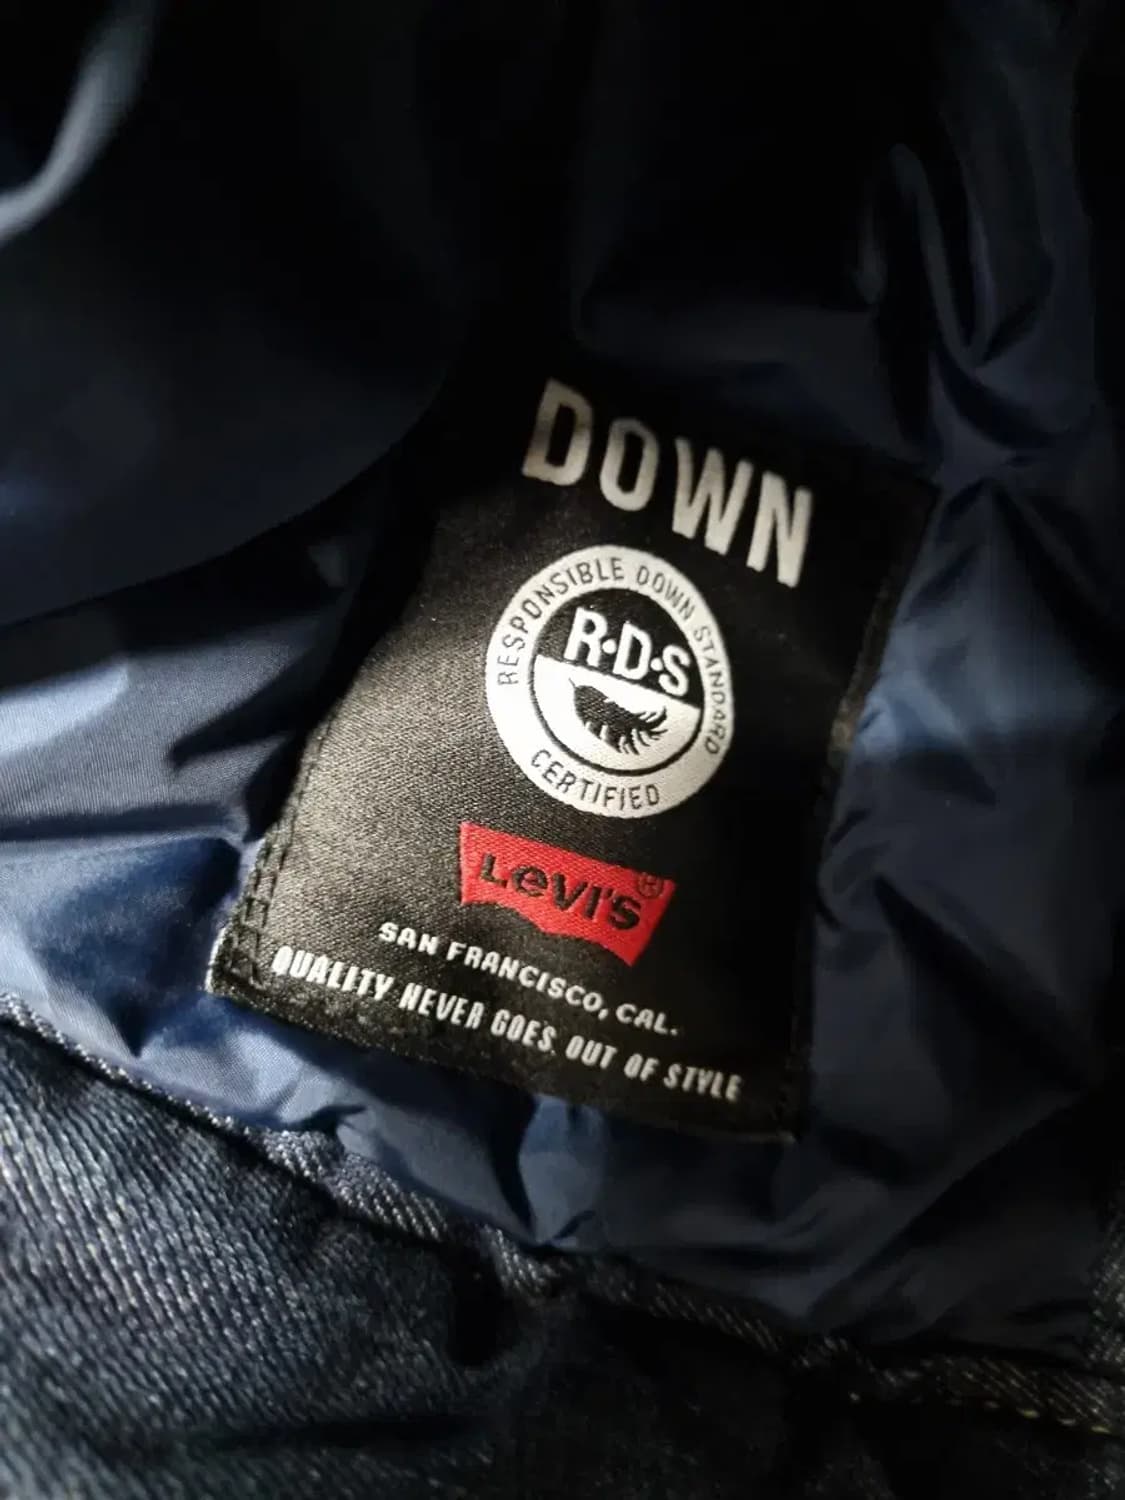 DOWN
RESPONSIBLE DOWN STANDARD
R·D·S
CERTIFIED
Levi's®
SAN FRANCISCO, CAL.
QUALITY NEVER GOES OUT OF STYLE